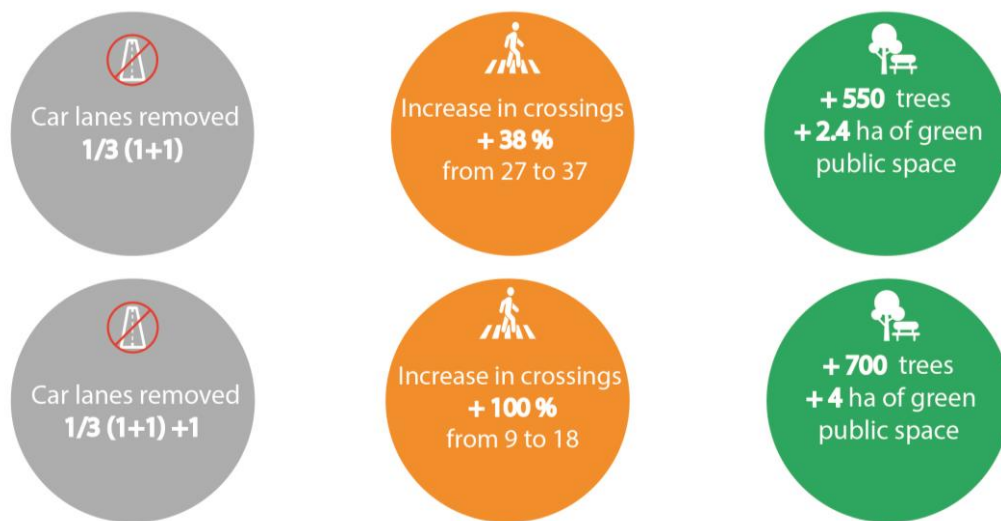 Car lanes removed
1/3 (1+1)
Increase in crossings
+ 38 %
from 27 to 37
+ 550 trees
+ 2.4 ha of green
public space
Car lanes removed
1/3 (1+1) +1
Increase in crossings
+ 100 %
from 9 to 18
+ 700 trees
+ 4 ha of green
public space